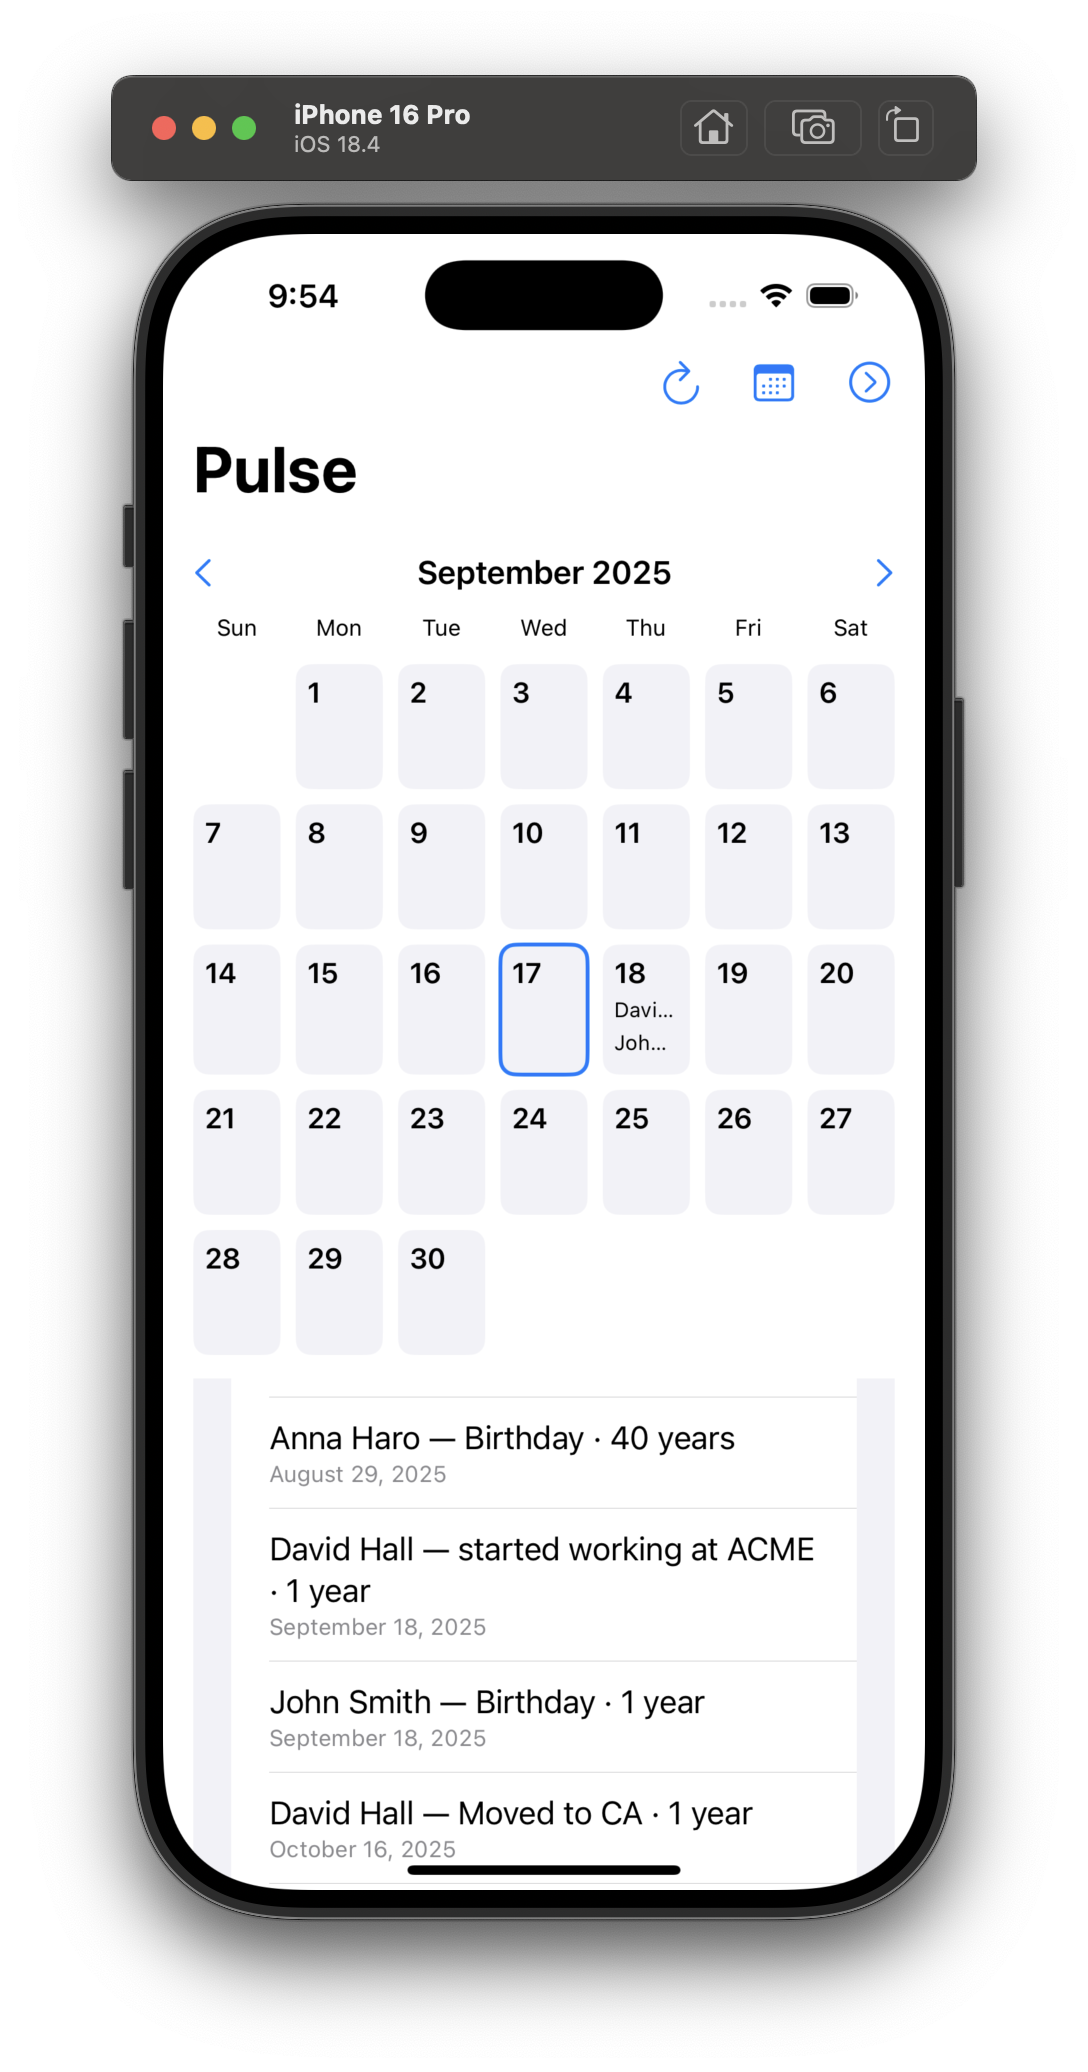 iPhone 16 Pro
iOS 18.4
9:54
Pulse
September 2025
Sun Mon Tue Wed Thu Fri Sat
1 2 3 4 5 6
7 8 9 10 11 12 13
14 15 16 17 18 19 20
Davi...
Joh...
21 22 23 24 25 26 27
28 29 30
Anna Haro — Birthday · 40 years
August 29, 2025
David Hall — started working at ACME
· 1 year
September 18, 2025
John Smith — Birthday · 1 year
September 18, 2025
David Hall — Moved to CA · 1 year
October 16, 2025